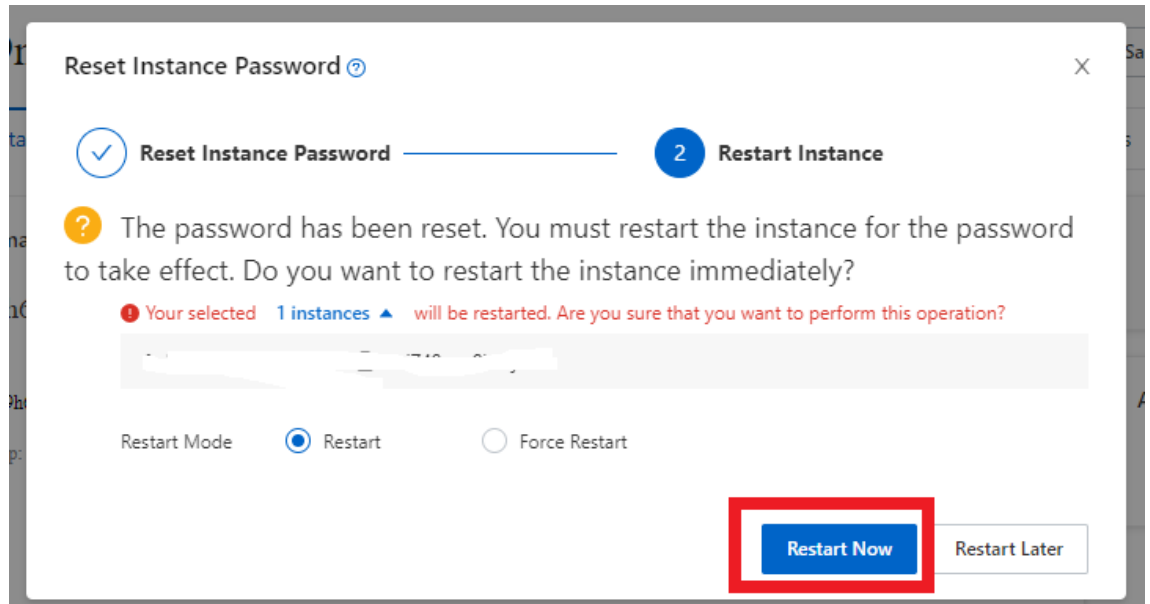 Reset Instance Password
Reset Instance Password
2 Restart Instance
? The password has been reset. You must restart the instance for the password
to take effect. Do you want to restart the instance immediately?
Your selected 1 instances will be restarted. Are you sure that you want to perform this operation?
Restart Mode Restart Force Restart
Restart Now Restart Later